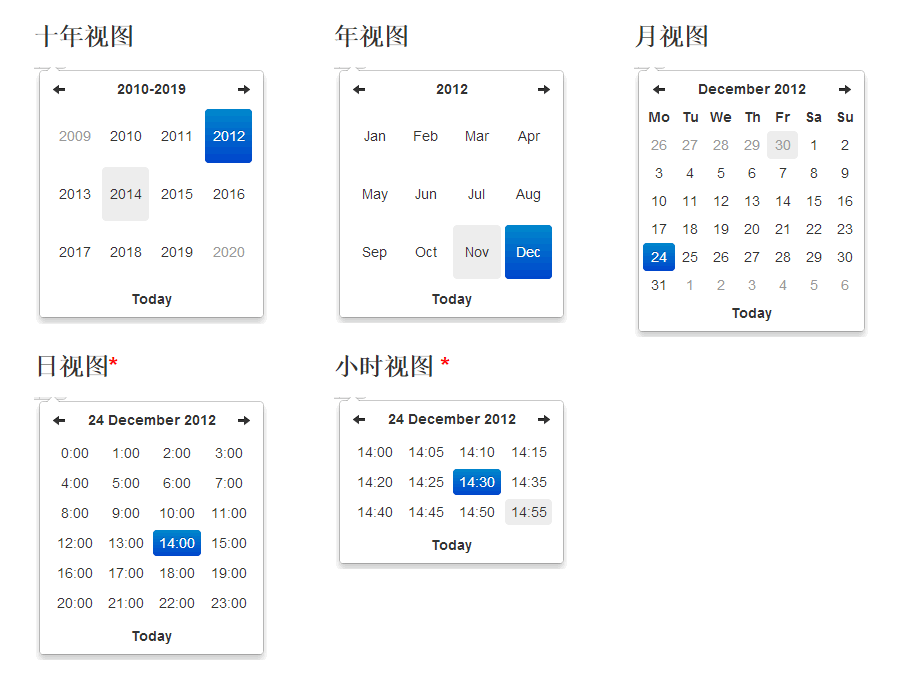 十年视图
2010-2019
2009 2010 2011 2012
2013 2014 2015 2016
2017 2018 2019 2020
Today
年视图
2012
Jan Feb Mar Apr
May Jun Jul Aug
Sep Oct Nov Dec
Today
月视图
December 2012
Mo Tu We Th Fr Sa Su
26 27 28 29 30 1 2
3 4 5 6 7 8 9
10 11 12 13 14 15 16
17 18 19 20 21 22 23
24 25 26 27 28 29 30
31 1 2 3 4 5 6
Today
日视图*
24 December 2012
0:00 1:00 2:00 3:00
4:00 5:00 6:00 7:00
8:00 9:00 10:00 11:00
12:00 13:00 14:00 15:00
16:00 17:00 18:00 19:00
20:00 21:00 22:00 23:00
Today
小时视图 *
24 December 2012
14:00 14:05 14:10 14:15
14:20 14:25 14:30 14:35
14:40 14:45 14:50 14:55
Today